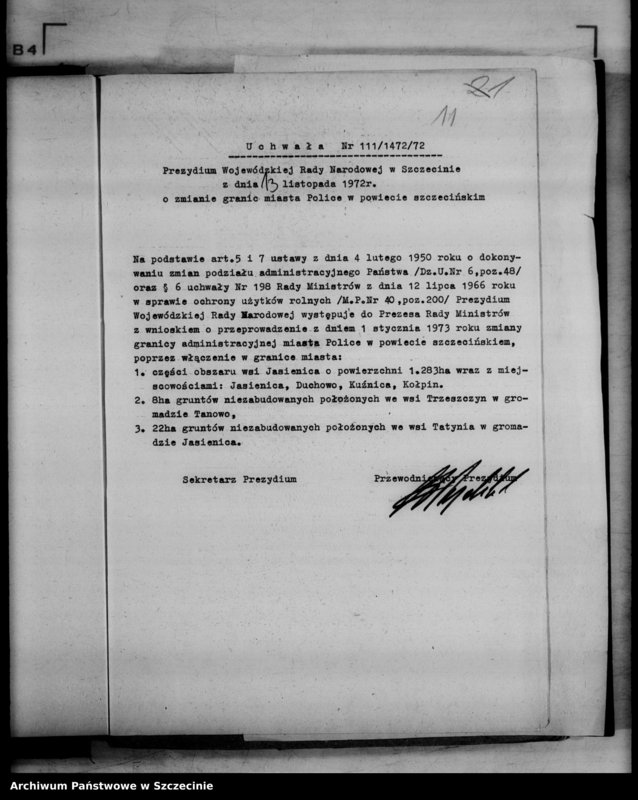 B4
21
11
Uchwała Nr 111/1472/72
Prezydium Wojewódzkiej Rady Narodowej w Szczecinie
z dnia 13 listopada 1972r.
o zmianie granic miasta Police w powiecie szczecińskim
Na podstawie art.5 i 7 ustawy z dnia 4 lutego 1950 roku o dokony-
waniu zmian podziału administracyjnego Państwa /Dz.U.Nr 6,poz.48/
oraz § 6 uchwały Nr 198 Rady Ministrów z dnia 12 lipca 1966 roku
w sprawie ochrony użytków rolnych /M.P.Nr 40,poz.200/ Prezydium
Wojewódzkiej Rady Narodowej występuje do Prezesa Rady Ministrów
z wnioskiem o przeprowadzenie z dniem 1 stycznia 1973 roku zmiany
granicy administracyjnej miasta Police w powiecie szczecińskiem,
poprzez włączenie w granice miasta:
1. części obszaru wsi Jasienica o powierzchni 1.283ha wraz z miej-
scowościami: Jasienica, Duchowo, Kuźnica, Kołpin.
2. 8ha gruntów niezabudowanych położonych we wsi Trzeszczyn w gro-
madzie Tanowo,
3. 22ha gruntów niezabudowanych położonych we wsi Tatynia w groma-
dzie Jasienica.
Sekretarz Prezydium Przewodniczący Prezydium
Archiwum Państwowe w Szczecinie